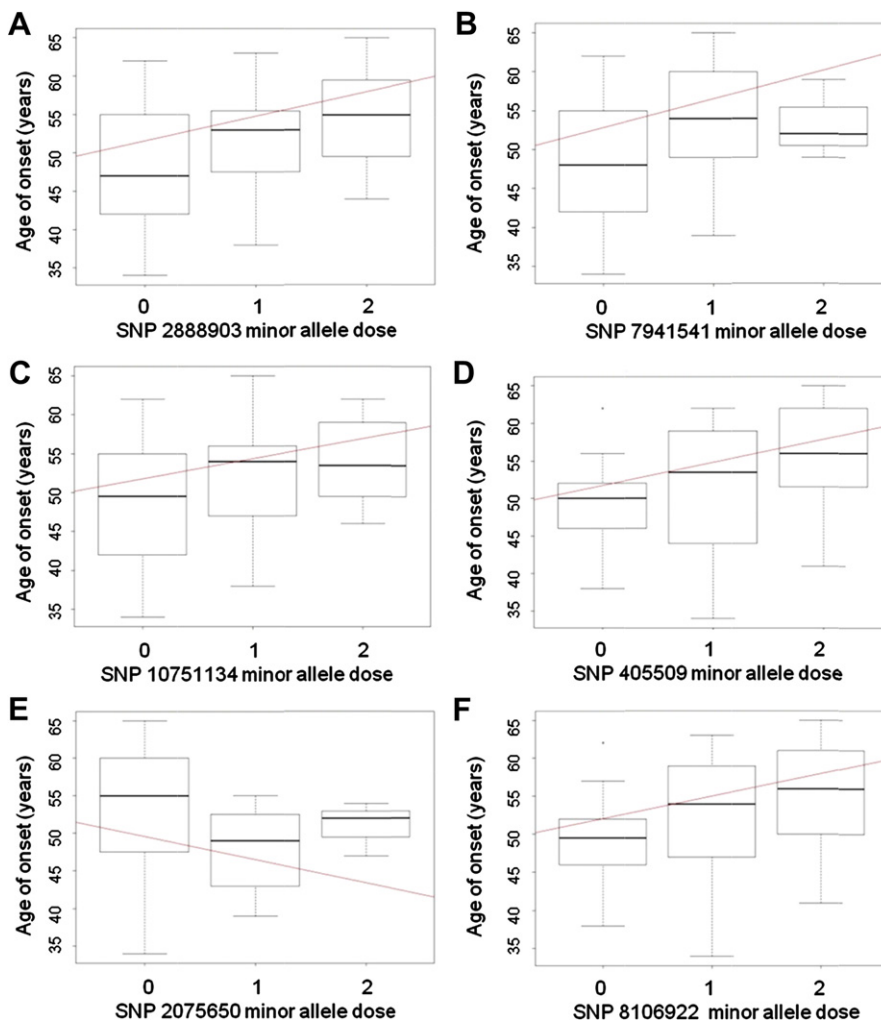 A
B
Age of onset (years)
35 40 45 50 55 60 65
0 1 2
SNP 2888903 minor allele dose
Age of onset (years)
35 40 45 50 55 60 65
0 1 2
SNP 7941541 minor allele dose
C
D
Age of onset (years)
35 40 45 50 55 60 65
0 1 2
SNP 10751134 minor allele dose
Age of onset (years)
35 40 45 50 55 60 65
0 1 2
SNP 405509 minor allele dose
E
F
Age of onset (years)
35 40 45 50 55 60 65
0 1 2
SNP 2075650 minor allele dose
Age of onset (years)
35 40 45 50 55 60 65
0 1 2
SNP 8106922 minor allele dose